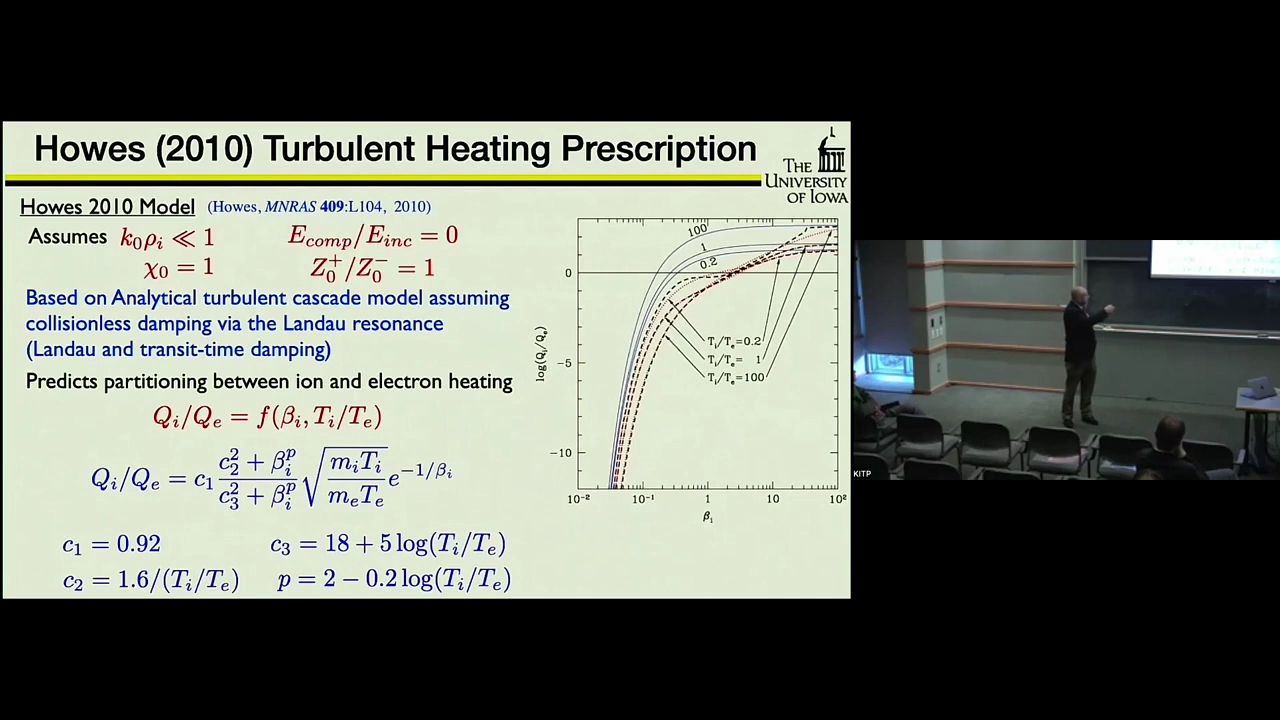 Howes (2010) Turbulent Heating Prescription
THE
UNIVERSITY
OF IOWA
Howes 2010 Model (Howes, MNRAS 409:L104, 2010)
Assumes k₀ρᵢ ≪ 1 E_comp/E_inc = 0
χ₀ = 1 Z₀⁺/Z₀⁻ = 1
Based on Analytical turbulent cascade model assuming
collisionless damping via the Landau resonance
(Landau and transit-time damping)
Predicts partitioning between ion and electron heating
Qᵢ/Qₑ = f(βᵢ, Tᵢ/Tₑ)
Qᵢ/Qₑ = c₁ (c₂² + βᵢᵖ)/(c₃² + βᵢᵖ) √(mᵢTᵢ/mₑTₑ) e^(−1/βᵢ)
c₁ = 0.92 c₃ = 18 + 5 log(Tᵢ/Tₑ)
c₂ = 1.6/(Tᵢ/Tₑ) p = 2 − 0.2 log(Tᵢ/Tₑ)
100
1
0.2
0
−5
−10
log(Qᵢ/Qₑ)
Tᵢ/Tₑ=0.2
Tᵢ/Tₑ= 1
Tᵢ/Tₑ=100
10⁻² 10⁻¹ 1 10 10²
βᵢ
KITP